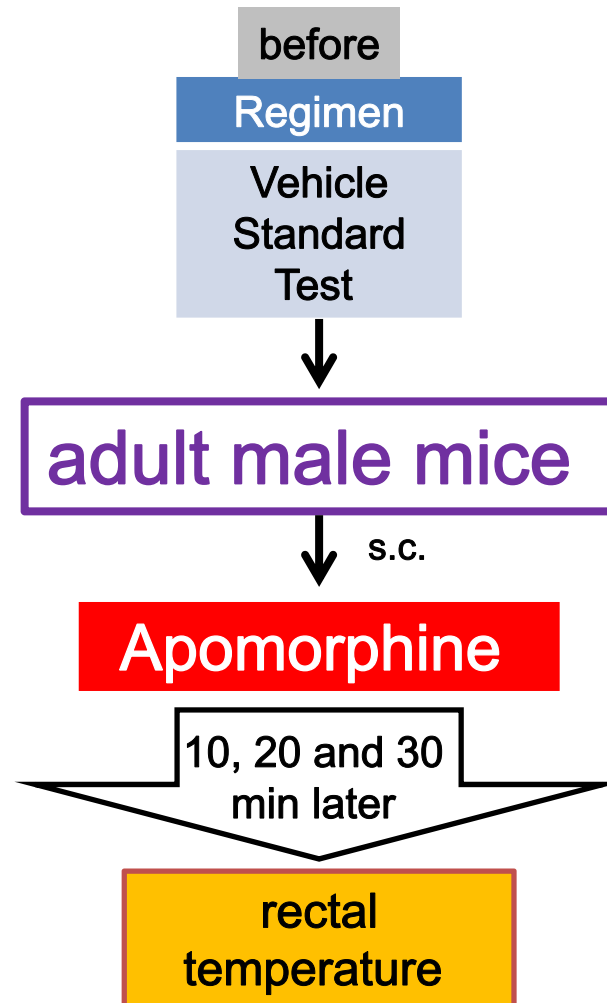 before
Regimen
Vehicle
Standard
Test
adult male mice
s.c.
Apomorphine
10, 20 and 30
min later
rectal
temperature